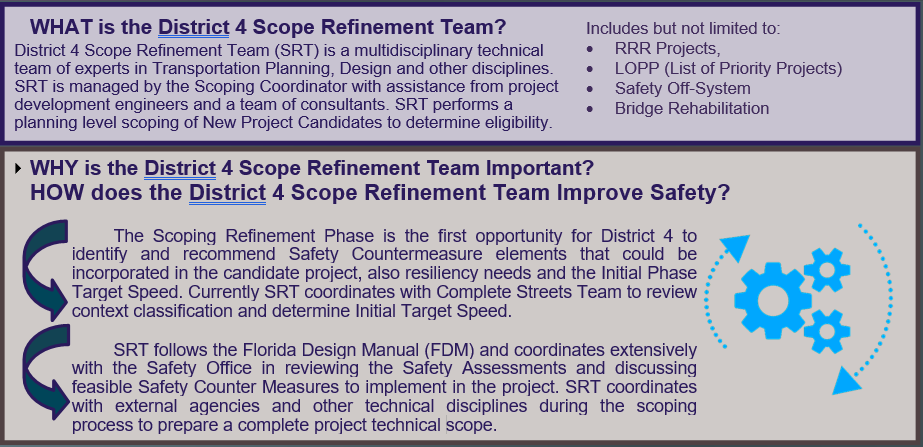 WHAT is the District 4 Scope Refinement Team?
District 4 Scope Refinement Team (SRT) is a multidisciplinary technical
team of experts in Transportation Planning, Design and other disciplines.
SRT is managed by the Scoping Coordinator with assistance from project
development engineers and a team of consultants. SRT performs a
planning level scoping of New Project Candidates to determine eligibility.
Includes but not limited to:
• RRR Projects,
• LOPP (List of Priority Projects)
• Safety Off-System
• Bridge Rehabilitation
WHY is the District 4 Scope Refinement Team Important?
HOW does the District 4 Scope Refinement Team Improve Safety?
The Scoping Refinement Phase is the first opportunity for District 4 to
identify and recommend Safety Countermeasure elements that could be
incorporated in the candidate project, also resiliency needs and the Initial Phase
Target Speed. Currently SRT coordinates with Complete Streets Team to review
context classification and determine Initial Target Speed.
SRT follows the Florida Design Manual (FDM) and coordinates extensively
with the Safety Office in reviewing the Safety Assessments and discussing
feasible Safety Counter Measures to implement in the project. SRT coordinates
with external agencies and other technical disciplines during the scoping
process to prepare a complete project technical scope.